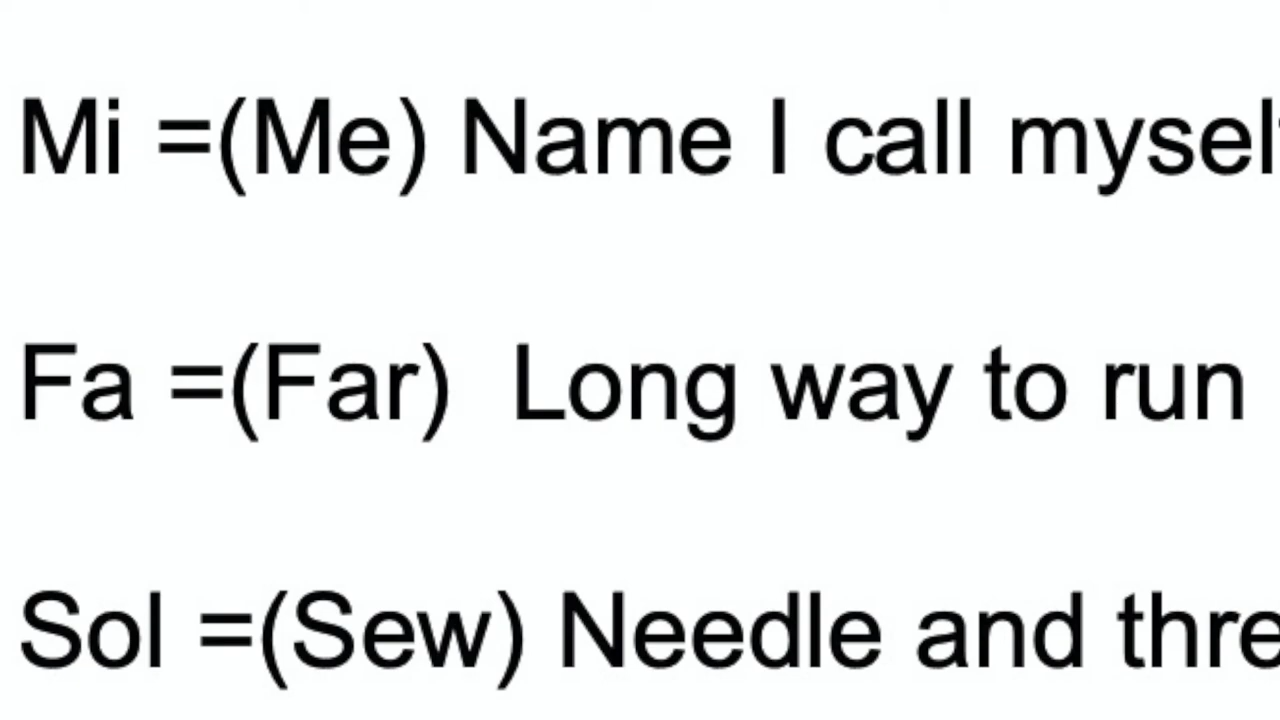 Mi =(Me) Name I call mysel
Fa =(Far)  Long way to run
Sol =(Sew) Needle and thre